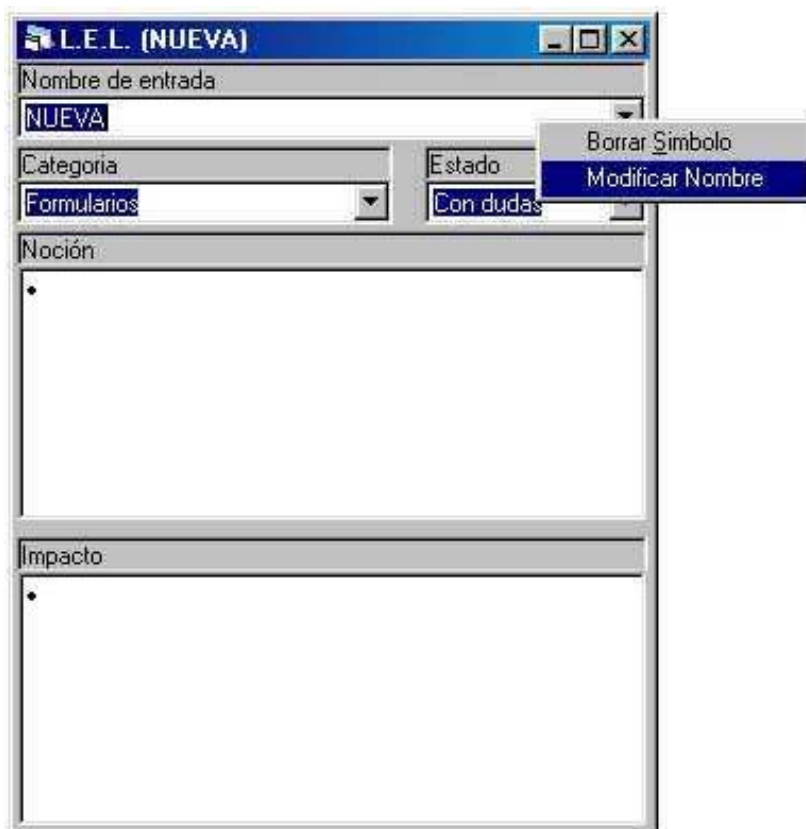 L.E.L. (NUEVA)
Nombre de entrada
NUEVA
Borrar Simbolo
Modificar Nombre
Categoria
Estado
Formularios
Con dudas
Noción
•
Impacto
•